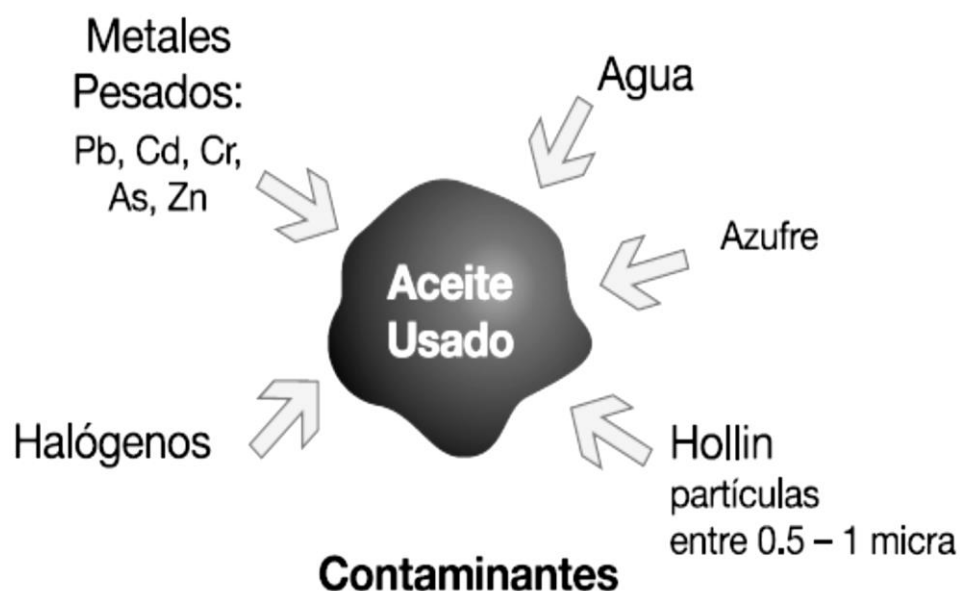 Metales
Pesados:
Pb, Cd, Cr,
As, Zn
Agua
Azufre
Aceite
Usado
Halógenos
Hollin
partículas
entre 0.5 – 1 micra
Contaminantes